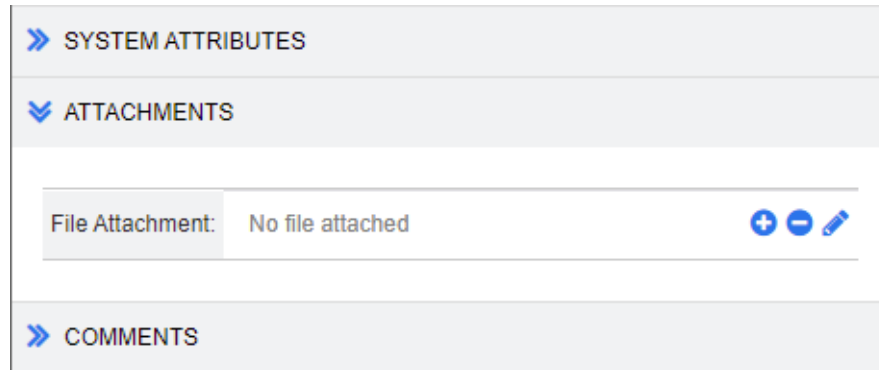 SYSTEM ATTRIBUTES
ATTACHMENTS
File Attachment: No file attached
COMMENTS